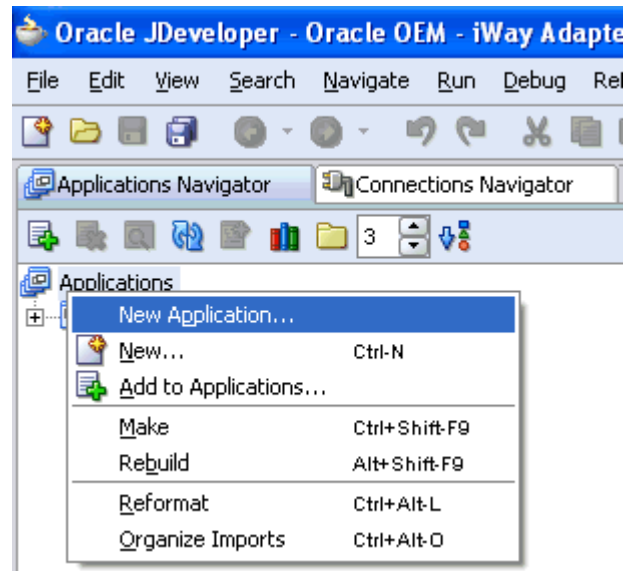 Oracle JDeveloper - Oracle OEM - iWay Adapte
File Edit View Search Navigate Run Debug Re
Applications Navigator Connections Navigator
3
Applications
New Application...
New... Ctrl-N
Add to Applications...
Make Ctrl+Shift-F9
Rebuild Alt+Shift-F9
Reformat Ctrl+Alt-L
Organize Imports Ctrl+Alt-O